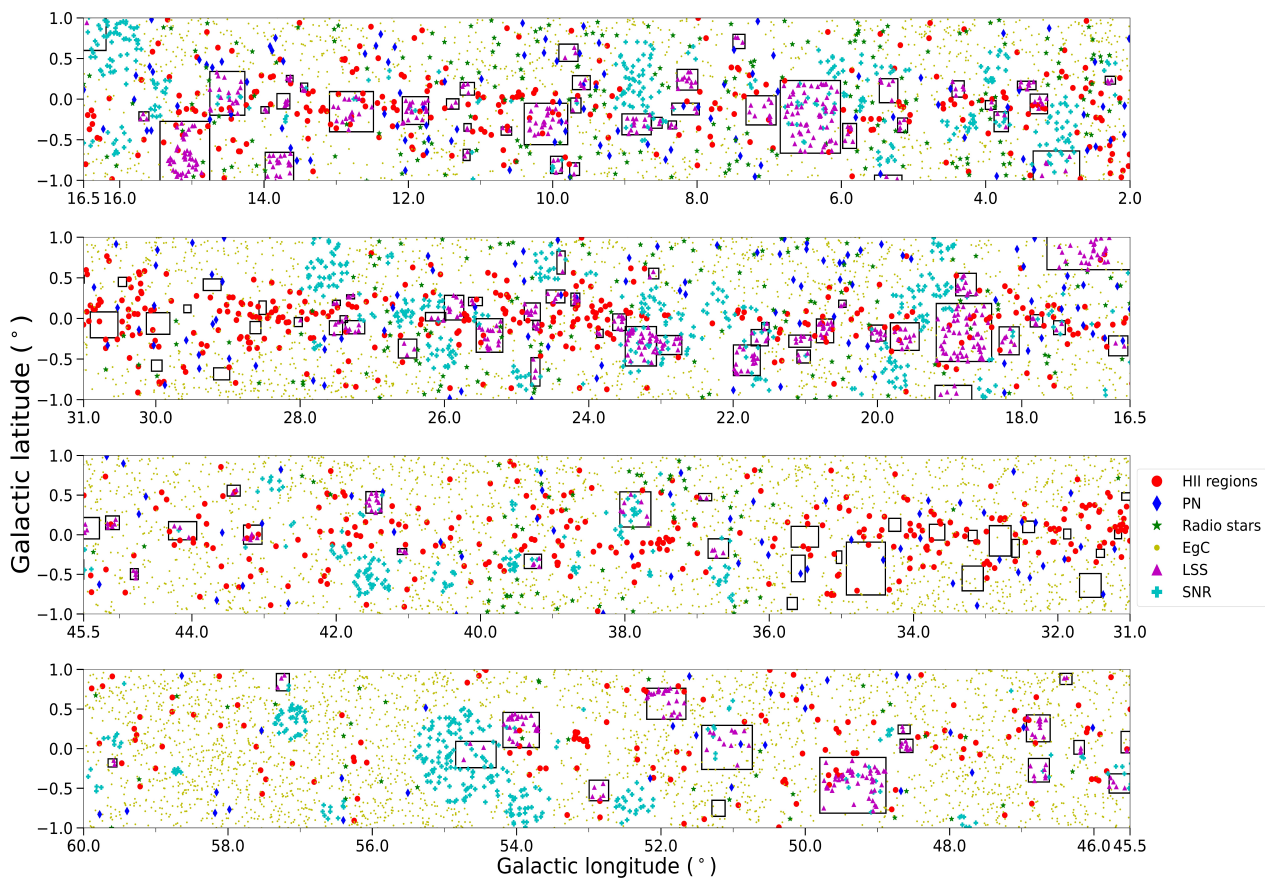 1.0
0.5
0.0
−0.5
−1.0
16.5 16.0 14.0 12.0 10.0 8.0 6.0 4.0 2.0
1.0
0.5
0.0
−0.5
−1.0
31.0 30.0 28.0 26.0 24.0 22.0 20.0 18.0 16.5
Galactic latitude (°)
1.0
0.5
0.0
−0.5
−1.0
45.5 44.0 42.0 40.0 38.0 36.0 34.0 32.0 31.0
HII regions
PN
Radio stars
EgC
LSS
SNR
1.0
0.5
0.0
−0.5
−1.0
60.0 58.0 56.0 54.0 52.0 50.0 48.0 46.0 45.5
Galactic longitude (°)